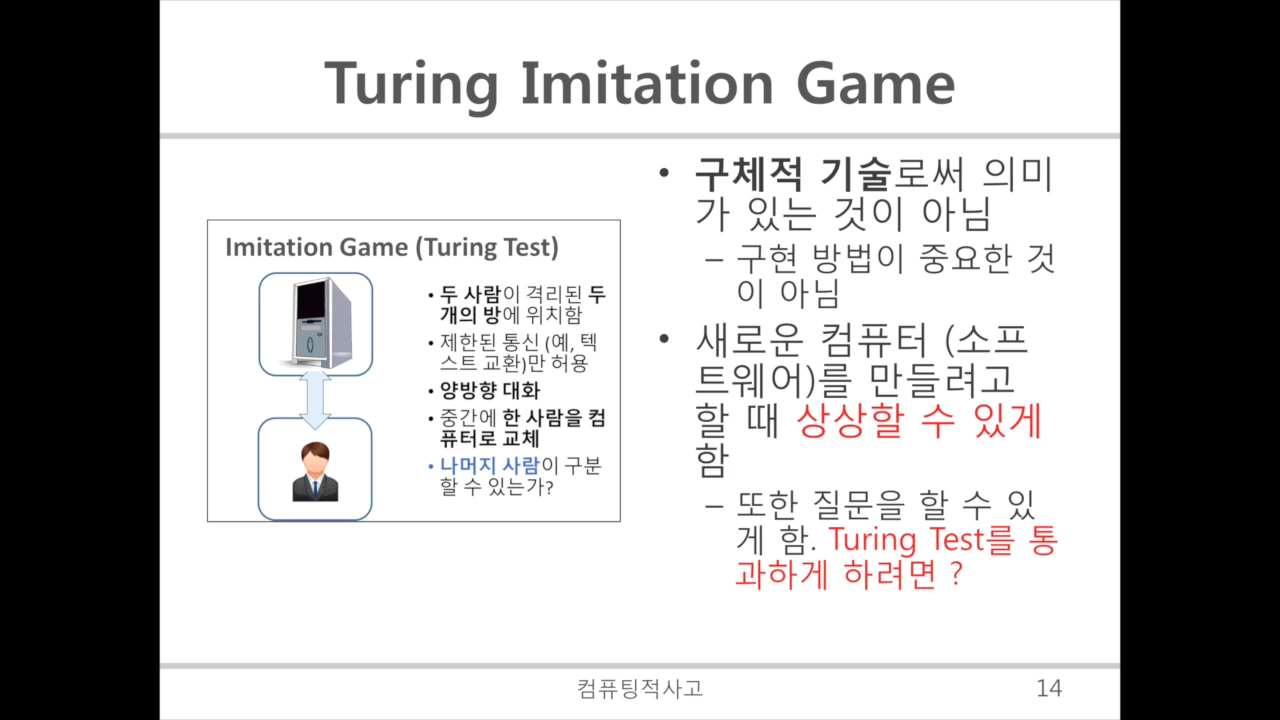 Turing Imitation Game
Imitation Game (Turing Test)
• 두 사람이 격리된 두
개의 방에 위치함
• 제한된 통신 (예, 텍
스트 교환)만 허용
• 양방향 대화
• 중간에 한 사람을 컴
퓨터로 교체
• 나머지 사람이 구분
할 수 있는가?
• 구체적 기술로써 의미
가 있는 것이 아님
– 구현 방법이 중요한 것
이 아님
• 새로운 컴퓨터 (소프
트웨어)를 만들려고
할 때 상상할 수 있게
함
– 또한 질문을 할 수 있
게 함. Turing Test를 통
과하게 하려면 ?
컴퓨팅적사고
14